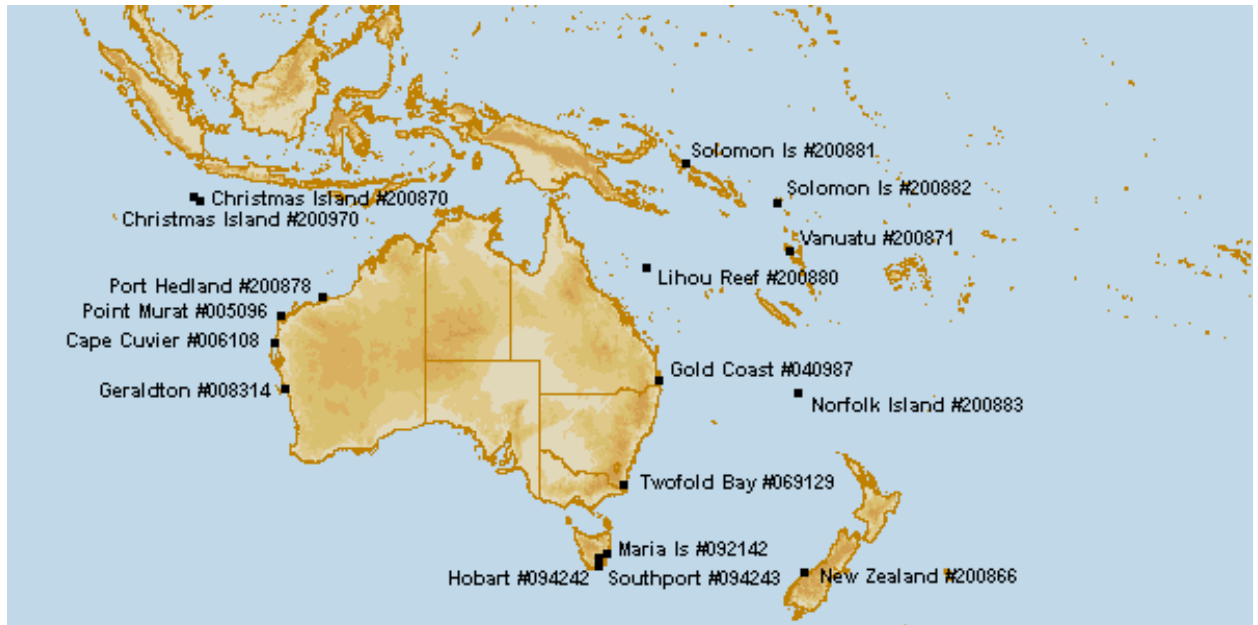 Solomon Is #200881
Solomon Is #200882
Christmas Island #200870
Christmas Island #200970
Vanuatu #200871
Lihou Reef #200880
Port Hedland #200878
Point Murat #005096
Cape Cuvier #006108
Gold Coast #040987
Geraldton #008314
Norfolk Island #200883
Twofold Bay #069129
Maria Is #092142
Hobart #094242
Southport #094243
New Zealand #200866